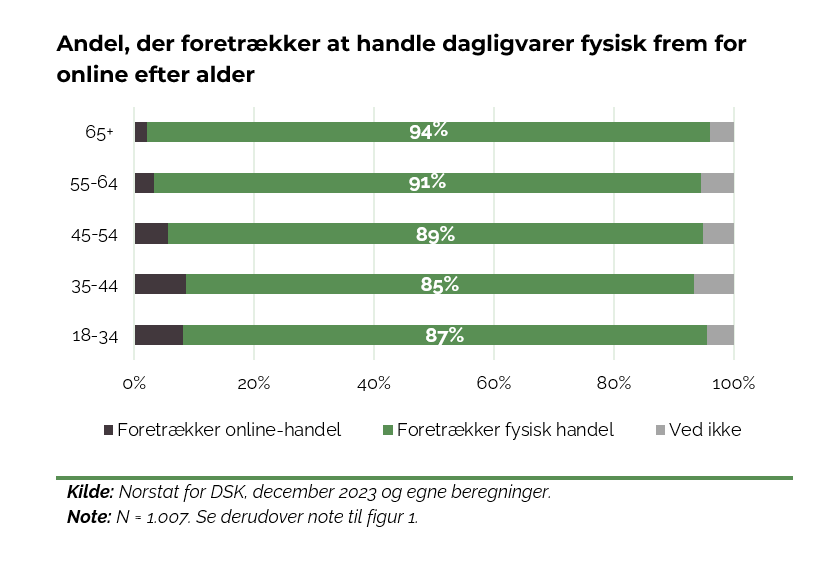 Andel, der foretrækker at handle dagligvarer fysisk frem for
online efter alder
65+ 94%
55-64 91%
45-54 89%
35-44 85%
18-34 87%
0% 20% 40% 60% 80% 100%
Foretrækker online-handel Foretrækker fysisk handel Ved ikke
Kilde: Norstat for DSK, december 2023 og egne beregninger.
Note: N = 1.007. Se derudover note til figur 1.